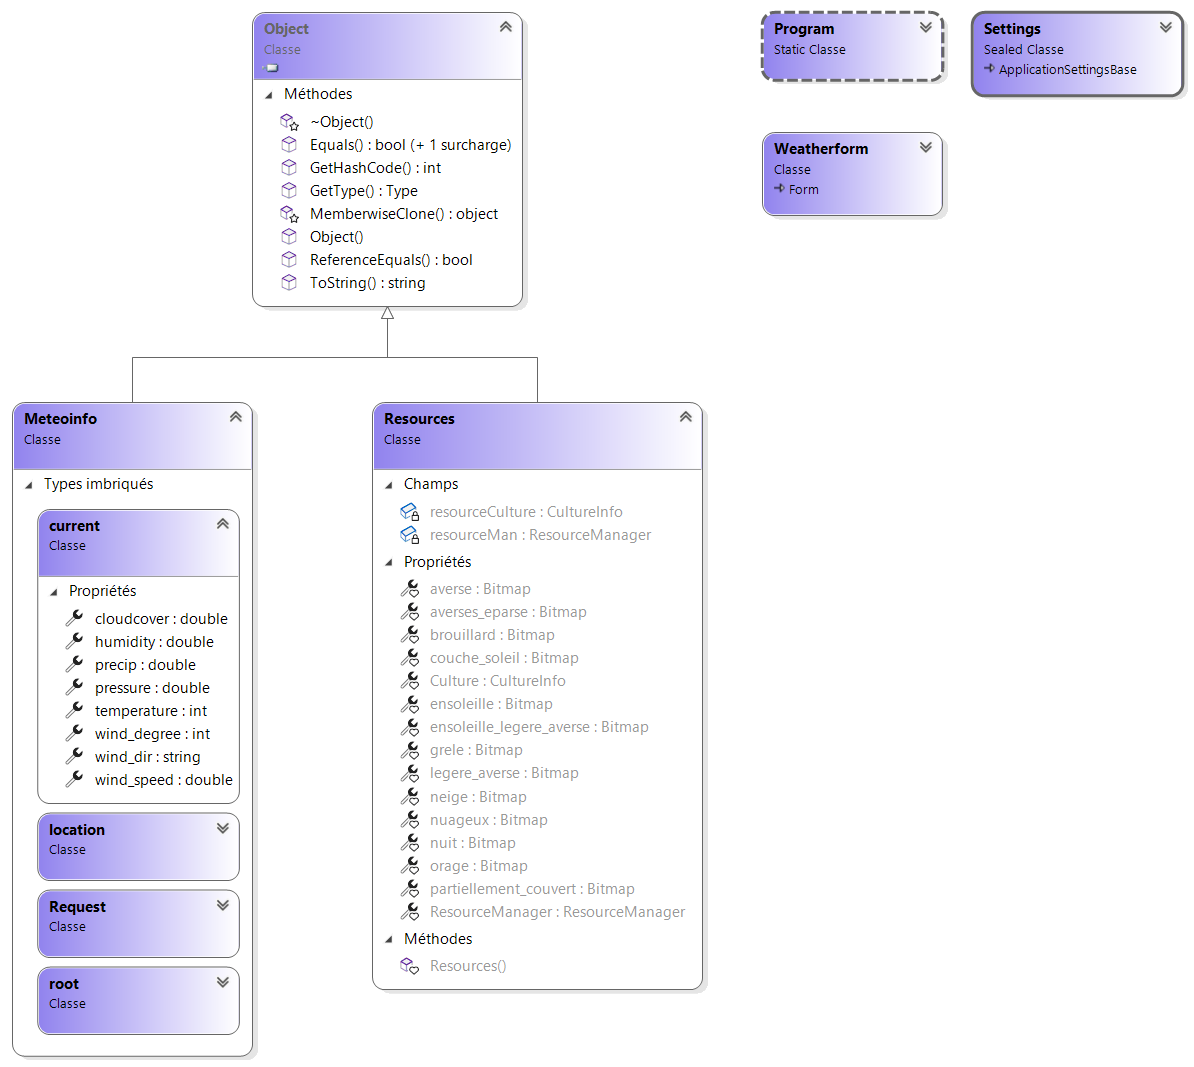 Object
Classe
Méthodes
~Object()
Equals() : bool (+ 1 surcharge)
GetHashCode() : int
GetType() : Type
MemberwiseClone() : object
Object()
ReferenceEquals() : bool
ToString() : string
Program
Static Classe
Settings
Sealed Classe
ApplicationSettingsBase
Weatherform
Classe
Form
Meteoinfo
Classe
Types imbriqués
current
Classe
Propriétés
cloudcover : double
humidity : double
precip : double
pressure : double
temperature : int
wind_degree : int
wind_dir : string
wind_speed : double
location
Classe
Request
Classe
root
Classe
Resources
Classe
Champs
resourceCulture : CultureInfo
resourceMan : ResourceManager
Propriétés
averse : Bitmap
averses_eparse : Bitmap
brouillard : Bitmap
couche_soleil : Bitmap
Culture : CultureInfo
ensoleille : Bitmap
ensoleille_legere_averse : Bitmap
grele : Bitmap
legere_averse : Bitmap
neige : Bitmap
nuageux : Bitmap
nuit : Bitmap
orage : Bitmap
partiellement_couvert : Bitmap
ResourceManager : ResourceManager
Méthodes
Resources()